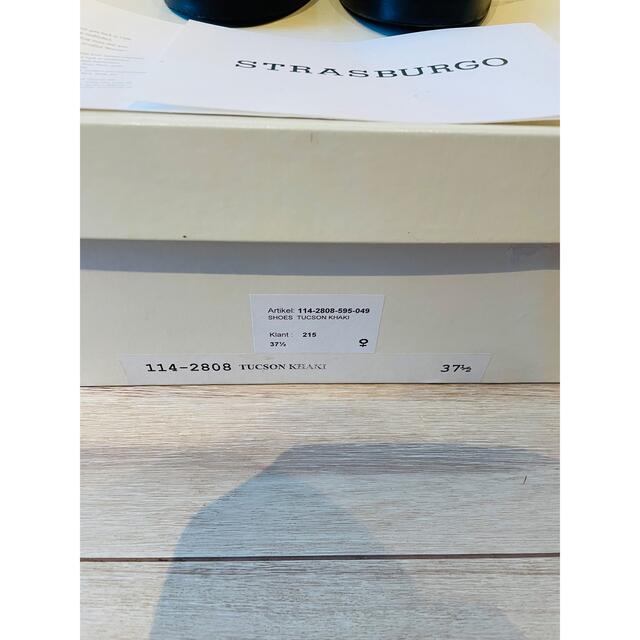 STRASBURGO
Artikel: 114-2808-595-049
SHOES TUCSON KHAKI
Klant : 215
37½ ♀
114-2808 TUCSON KHAKI 37½